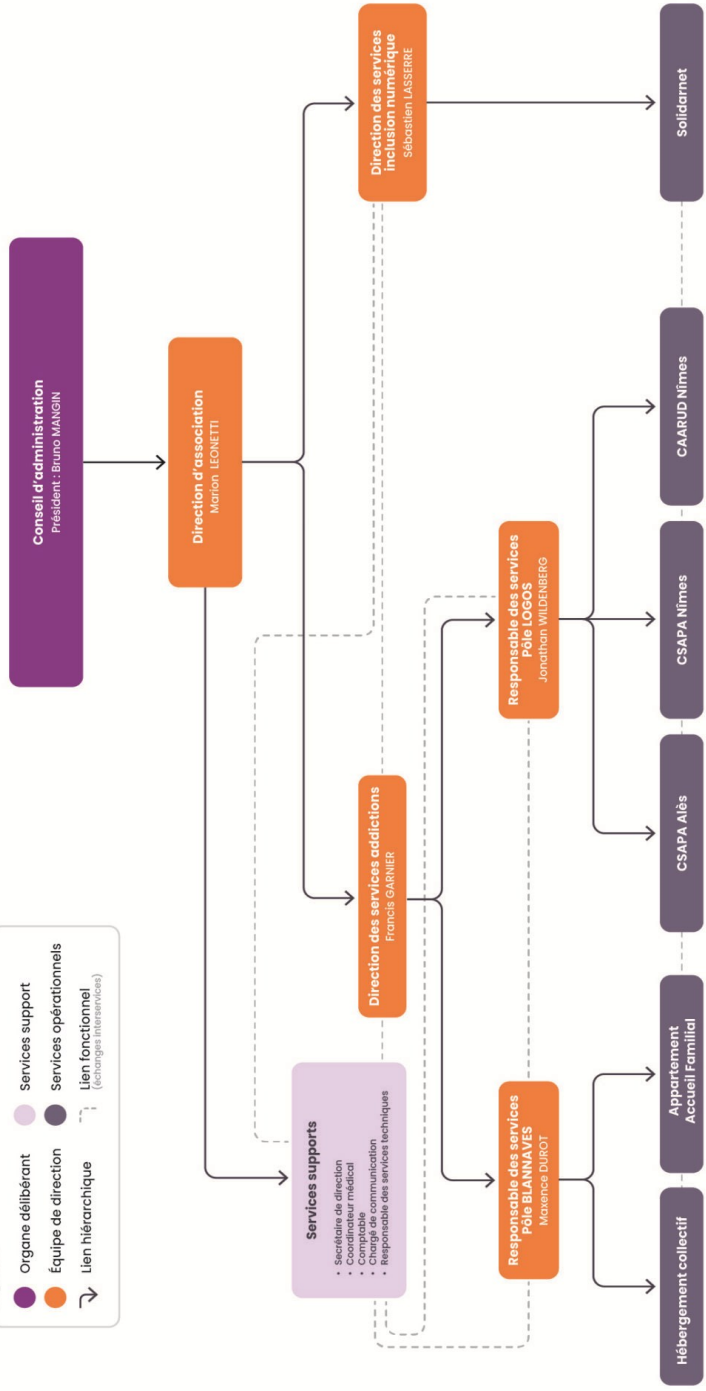 Organe délibérant
Services support
Équipe de direction
Services opérationnels
Lien hiérarchique
Lien fonctionnel
(échanges interservices)
Conseil d'administration
Président : Bruno MANGIN
Direction d'association
Marion LEONETTI
Services supports
• Secrétaire de direction
• Coordinateur médical
• Comptable
• Chargé de communication
• Responsable des services techniques
Direction des services addictions
Francis GARNIER
Direction des services
inclusion numérique
Sébastien LASSERRE
Responsable des services
Pôle BLANNAVES
Maxence DUROT
Responsable des services
Pôle LOGOS
Jonathan WILDENBERG
Hébergement collectif
Appartement
Accueil Familial
CSAPA Alès
CSAPA Nîmes
CAARUD Nîmes
Solidarnet